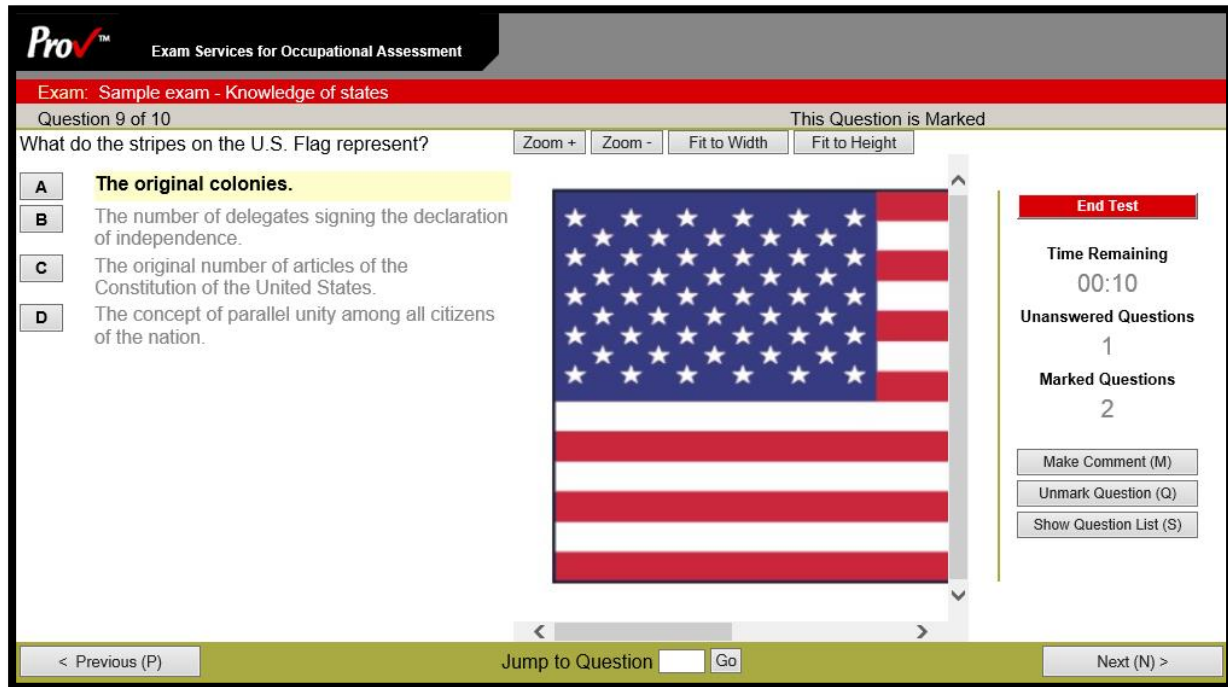 Prov™
Exam Services for Occupational Assessment
Exam: Sample exam - Knowledge of states
Question 9 of 10
This Question is Marked
What do the stripes on the U.S. Flag represent?
Zoom +
Zoom -
Fit to Width
Fit to Height
A
The original colonies.
B
The number of delegates signing the declaration
of independence.
C
The original number of articles of the
Constitution of the United States.
D
The concept of parallel unity among all citizens
of the nation.
End Test
Time Remaining
00:10
Unanswered Questions
1
Marked Questions
2
Make Comment (M)
Unmark Question (Q)
Show Question List (S)
< Previous (P)
Jump to Question
Go
Next (N) >